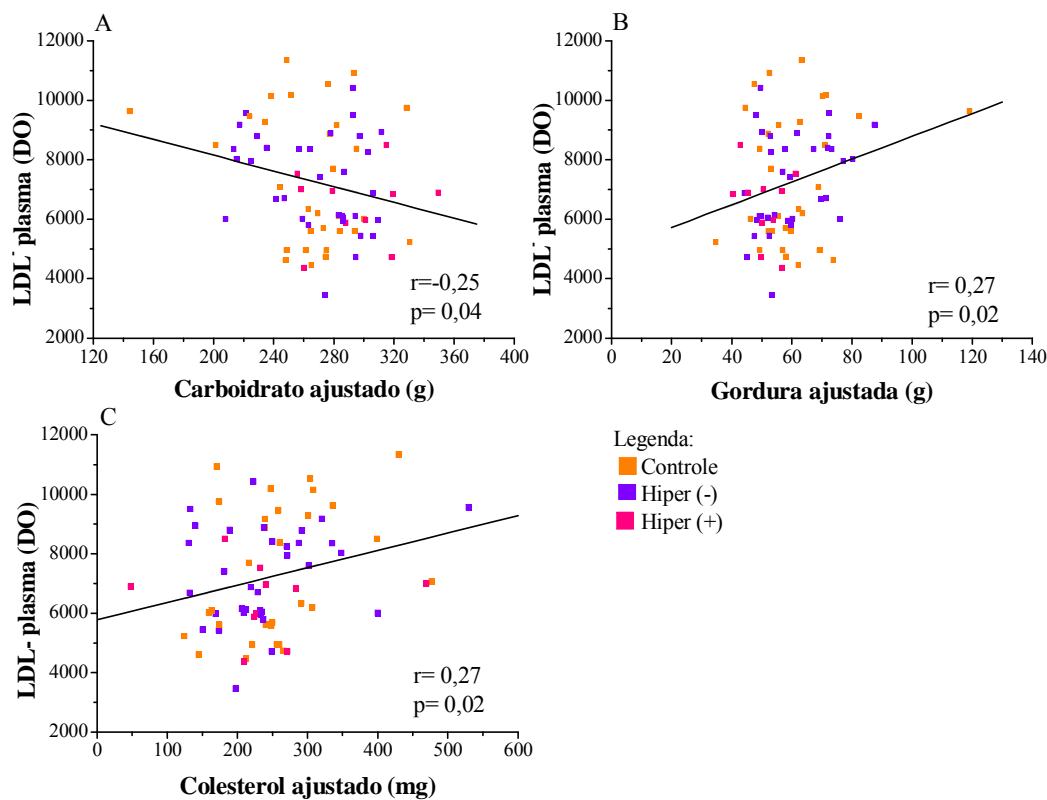 A
12000
10000
8000
6000
4000
2000
LDL⁻ plasma (DO)
r=-0,25
p= 0,04
120 160 200 240 280 320 360 400
Carboidrato ajustado (g)
B
12000
10000
8000
6000
4000
2000
LDL⁻ plasma (DO)
r= 0,27
p= 0,02
0 20 40 60 80 100 120 140
Gordura ajustada (g)
C
12000
10000
8000
6000
4000
2000
LDL- plasma (DO)
r= 0,27
p= 0,02
0 100 200 300 400 500 600
Colesterol ajustado (mg)
Legenda:
Controle
Hiper (-)
Hiper (+)